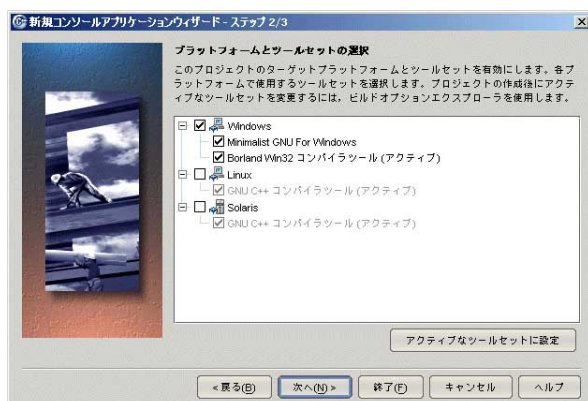 新規コンソールアプリケーションウィザード - ステップ 2/3
プラットフォームとツールセットの選択
このプロジェクトのターゲットプラットフォームとツールセットを有効にします。各プ
ラットフォームで使用するツールセットを選択します。プロジェクトの作成後にアクテ
ィブなツールセットを変更するには，ビルドオプションエクスプローラを使用します。
Windows
Minimalist GNU For Windows
Borland Win32 コンパイラツール (アクティブ)
Linux
GNU C++ コンパイラツール (アクティブ)
Solaris
GNU C++ コンパイラツール (アクティブ)
アクティブなツールセットに設定
«戻る(B) 次へ(N)» 終了(F) キャンセル ヘルプ